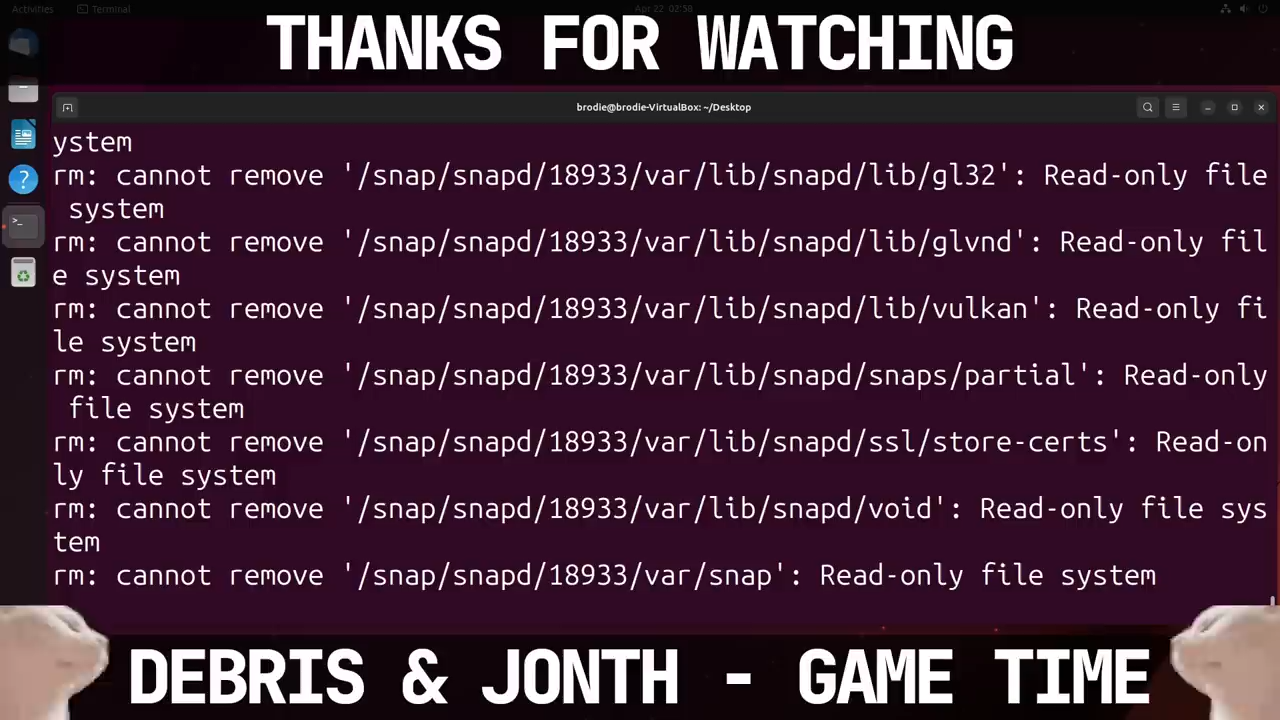 Activities
Terminal
Apr 22 02:58
THANKS FOR WATCHING
brodie@brodie-VirtualBox: ~/Desktop
ystem
rm: cannot remove '/snap/snapd/18933/var/lib/snapd/lib/gl32': Read-only file
system
rm: cannot remove '/snap/snapd/18933/var/lib/snapd/lib/glvnd': Read-only fil
e system
rm: cannot remove '/snap/snapd/18933/var/lib/snapd/lib/vulkan': Read-only fi
le system
rm: cannot remove '/snap/snapd/18933/var/lib/snapd/snaps/partial': Read-only
file system
rm: cannot remove '/snap/snapd/18933/var/lib/snapd/ssl/store-certs': Read-on
ly file system
rm: cannot remove '/snap/snapd/18933/var/lib/snapd/void': Read-only file sys
tem
rm: cannot remove '/snap/snapd/18933/var/snap': Read-only file system
DEBRIS & JONTH - GAME TIME